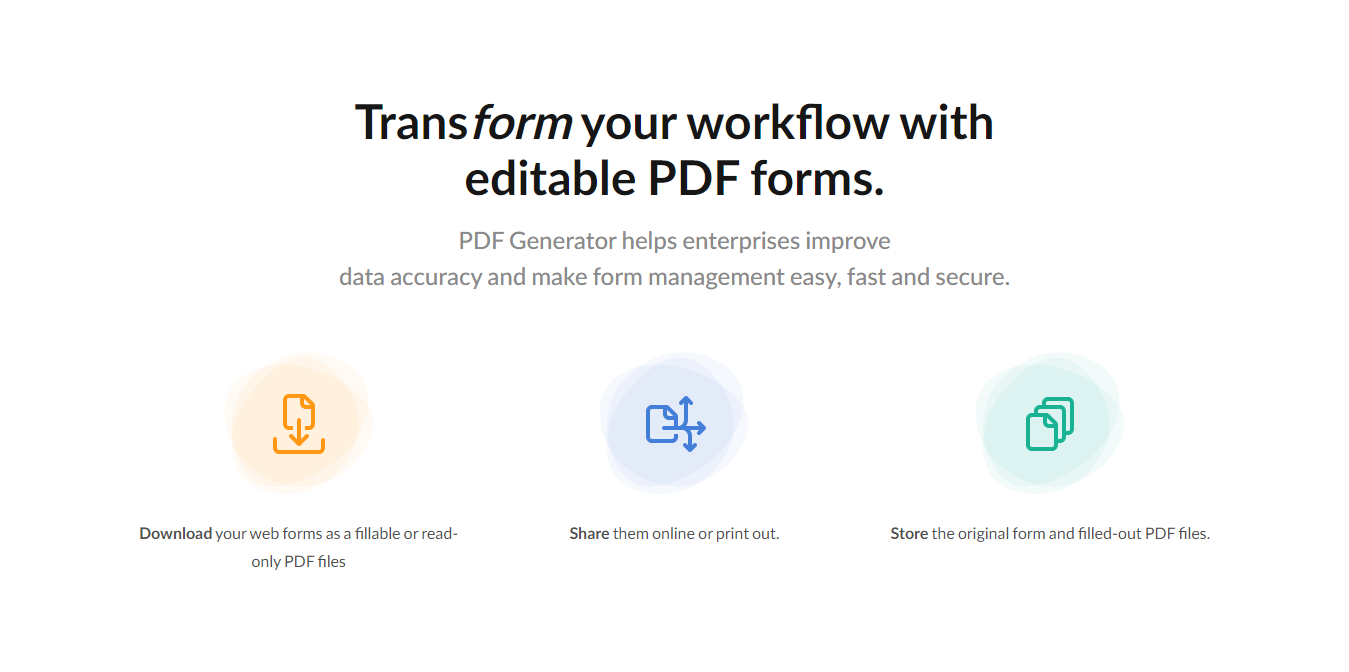 Transform your workflow with
editable PDF forms.
PDF Generator helps enterprises improve
data accuracy and make form management easy, fast and secure.
Download your web forms as a fillable or read-
only PDF files
Share them online or print out.
Store the original form and filled-out PDF files.